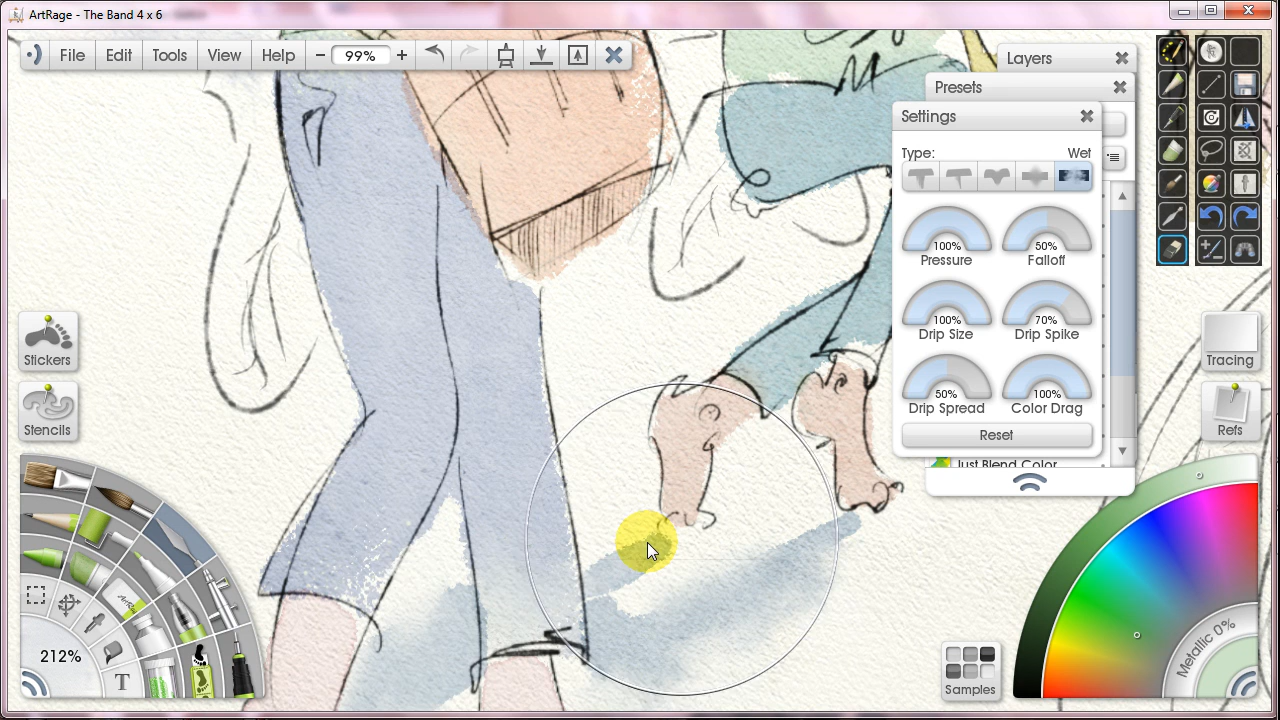 ArtRage - The Band 4 x 6
File Edit Tools View Help − 99% +
Layers
Presets
Settings
Type: Wet
100% 50%
Pressure Falloff
100% 70%
Drip Size Drip Spike
50% 100%
Drip Spread Color Drag
Reset
Just Blend Color
Stickers
Stencils
Tracing
Refs
212%
T
Samples
Metallic 0%